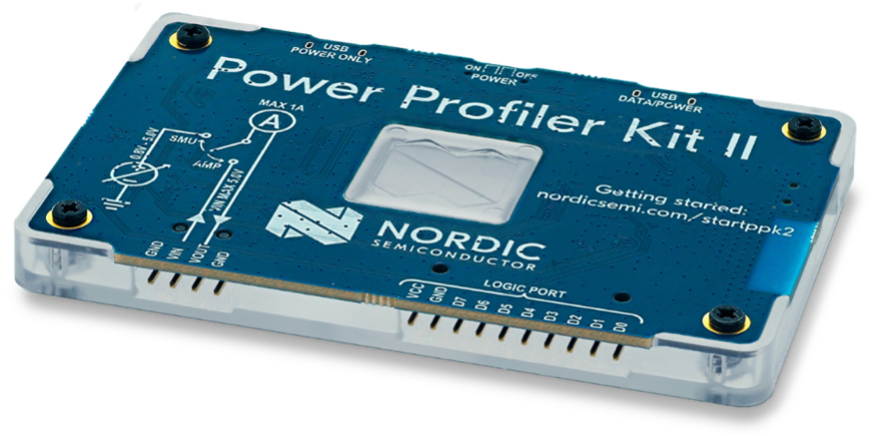 USB
POWER ONLY
ON OFF
POWER
USB
DATA/POWER
Power Profiler Kit II
MAX 1A
A
0.8V - 5.0V
SMU
AMP
VIN MAX 5.0V
Getting started:
nordicsemi.com/startppk2
NORDIC
SEMICONDUCTOR
GND
VIN
VOUT
GND
LOGIC PORT
VCC
GND
D7
D6
D5
D4
D3
D2
D1
D0